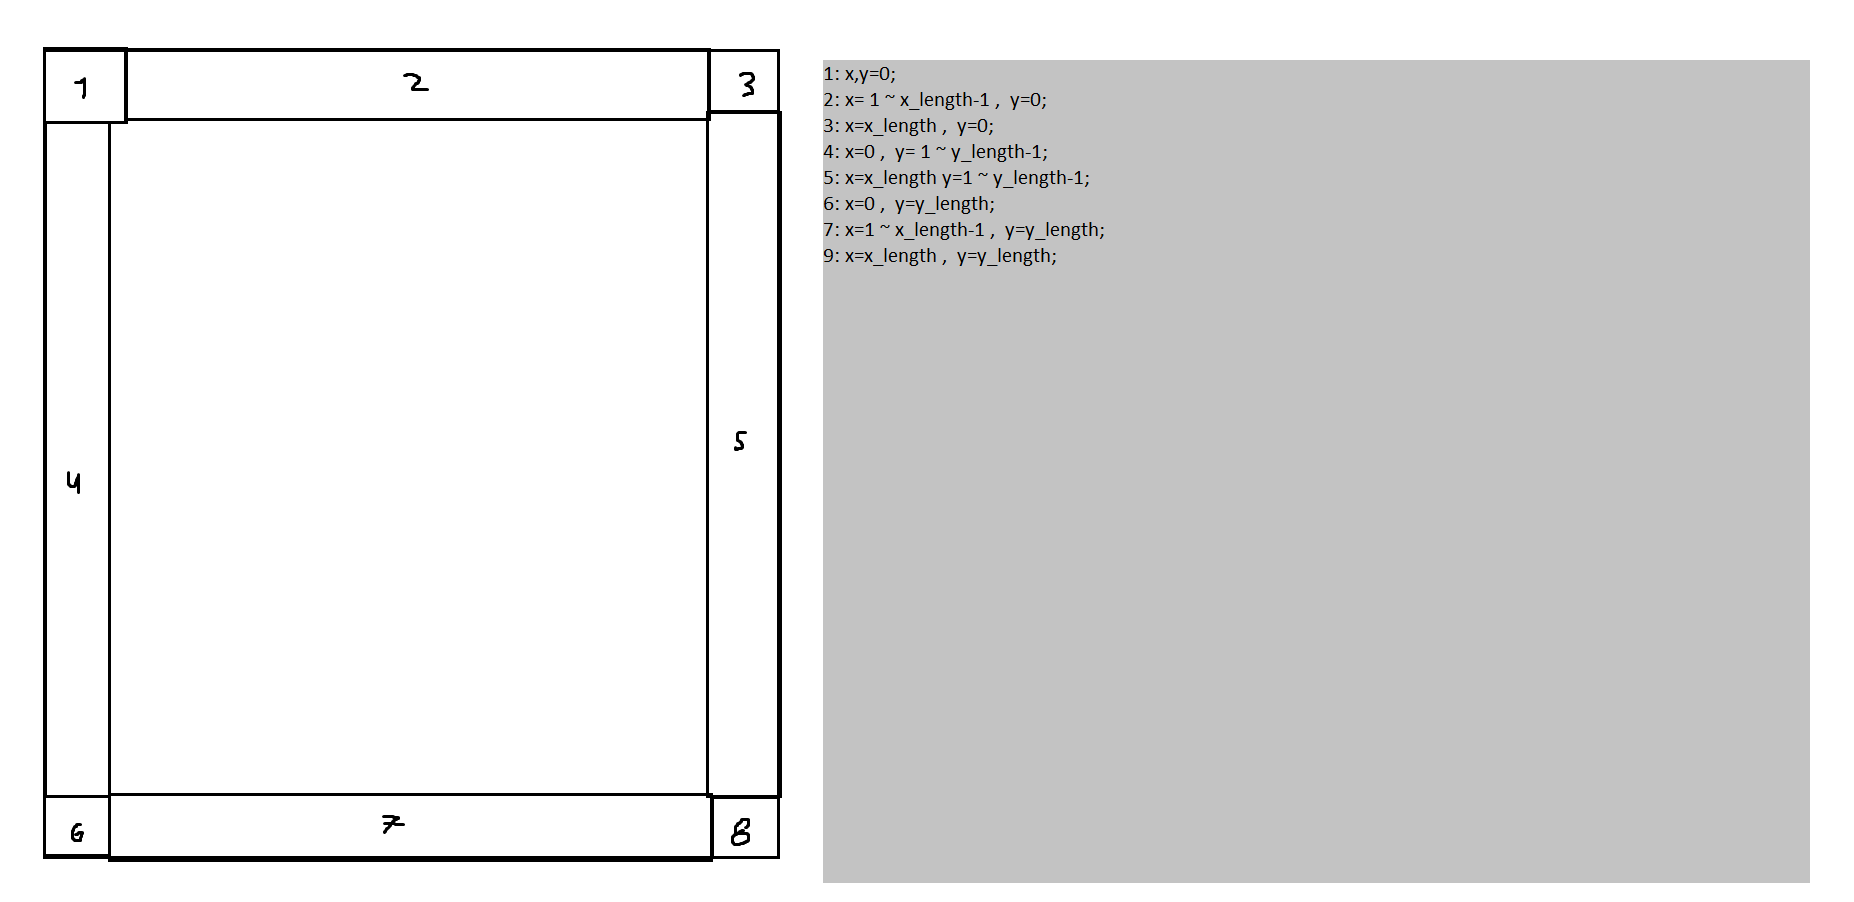 1
2
3
4
5
6
7
8
1: x,y=0;
2: x= 1 ~ x_length-1 ,  y=0;
3: x=x_length ,  y=0;
4: x=0 ,  y= 1 ~ y_length-1;
5: x=x_length y=1 ~ y_length-1;
6: x=0 ,  y=y_length;
7: x=1 ~ x_length-1 ,  y=y_length;
9: x=x_length ,  y=y_length;